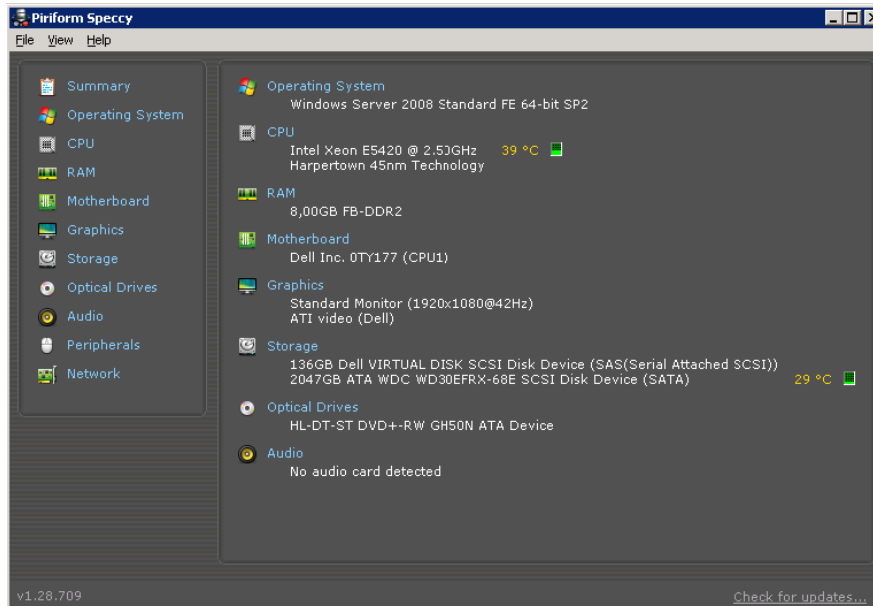 Piriform Speccy
File View Help
Summary
Operating System
CPU
RAM
Motherboard
Graphics
Storage
Optical Drives
Audio
Peripherals
Network
Operating System
Windows Server 2008 Standard FE 64-bit SP2
CPU
Intel Xeon E5420 @ 2.50GHz 39 °C
Harpertown 45nm Technology
RAM
8,00GB FB-DDR2
Motherboard
Dell Inc. 0TY177 (CPU1)
Graphics
Standard Monitor (1920x1080@42Hz)
ATI video (Dell)
Storage
136GB Dell VIRTUAL DISK SCSI Disk Device (SAS(Serial Attached SCSI))
2047GB ATA WDC WD30EFRX-68E SCSI Disk Device (SATA) 29 °C
Optical Drives
HL-DT-ST DVD+-RW GH50N ATA Device
Audio
No audio card detected
v1.28.709
Check for updates...